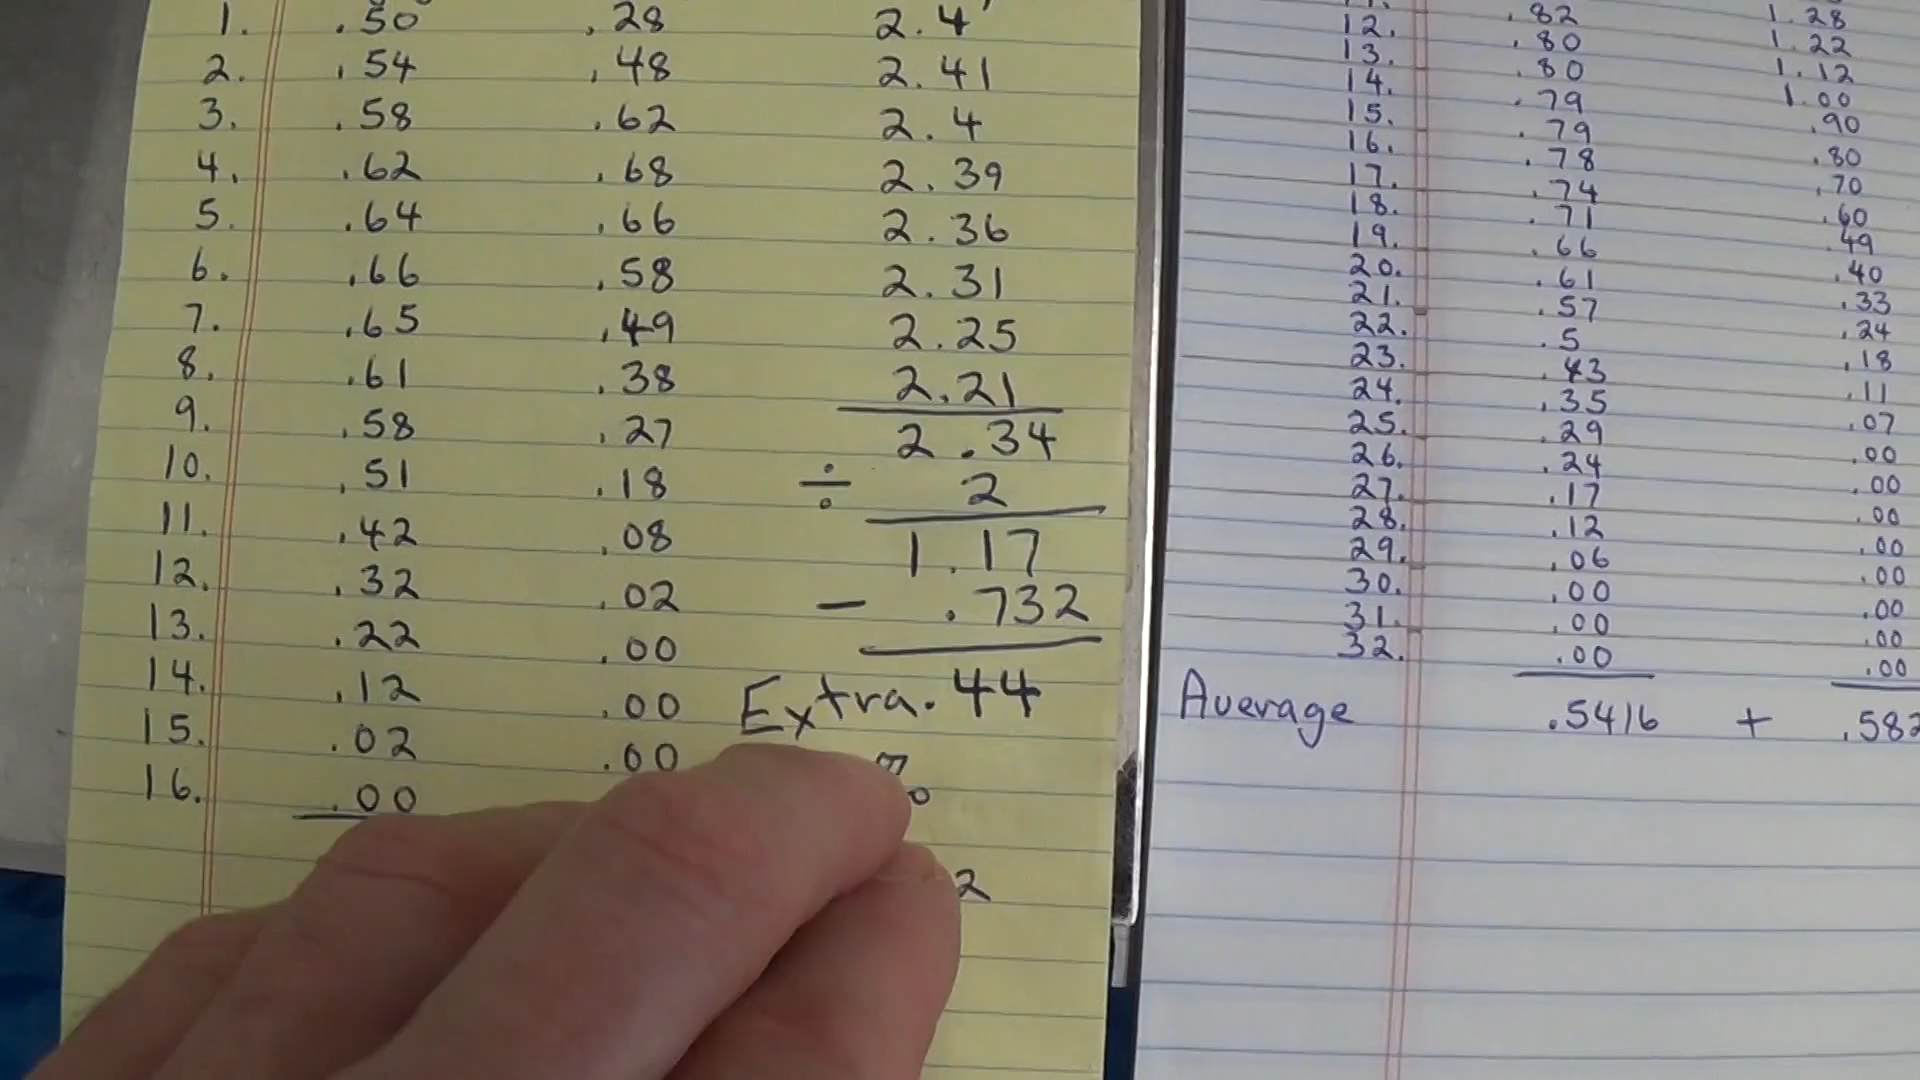 1. .50 .28 2.4
2. .54 .48 2.41
3. .58 .62 2.4
4. .62 .68 2.39
5. .64 .66 2.36
6. .66 .58 2.31
7. .65 .49 2.25
8. .61 .38 2.21
9. .58 .27 2.34
10. .51 .18 ÷ 2
11. .42 .08 1.17
12. .32 .02 - .732
13. .22 .00
14. .12 .00 Extra .44
15. .02 .00
16. .00
2
12. .82 1.28
13. .80 1.22
14. .80 1.12
15. .79 1.00
16. .79 .90
17. .78 .80
18. .74 .70
19. .71 .60
20. .66 .49
21. .61 .40
22. .57 .33
23. .5 .24
24. .43 .18
25. .35 .11
26. .29 .07
27. .24 .00
28. .17 .00
29. .12 .00
30. .06 .00
31. .00 .00
32. .00 .00
.00 .00
Average .5416 + .582